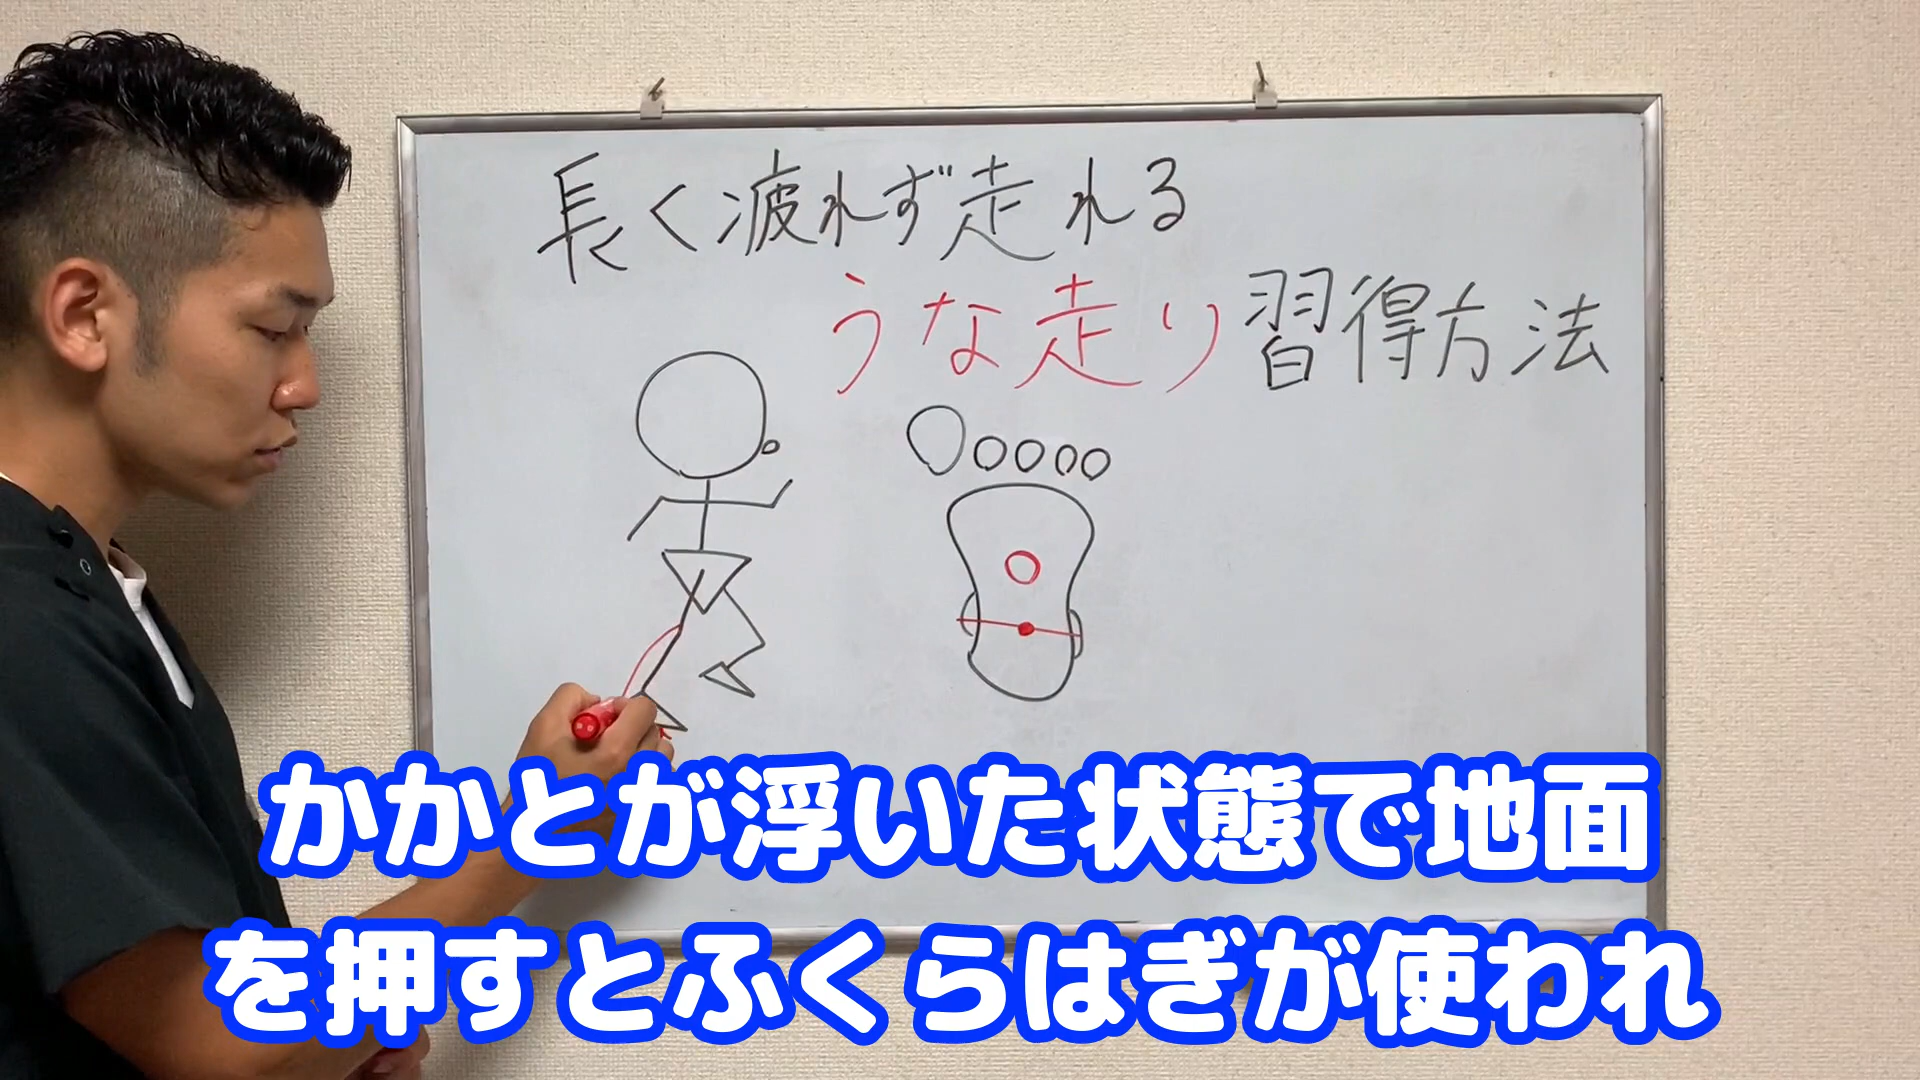 長く疲れず走れる
うな走り習得方法
かかとが浮いた状態で地面
を押すとふくらはぎが使われ